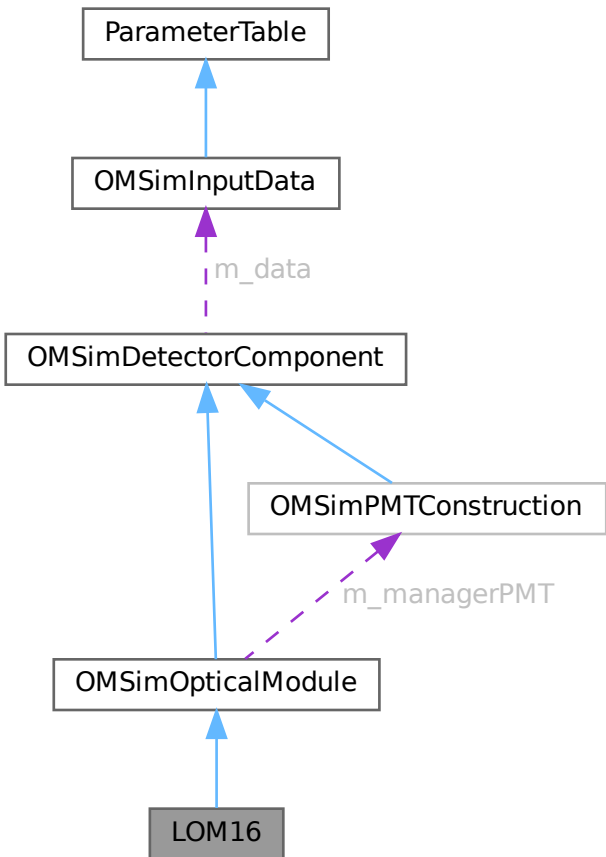 ParameterTable
OMSimInputData
m_data
OMSimDetectorComponent
OMSimPMTConstruction
m_managerPMT
OMSimOpticalModule
LOM16